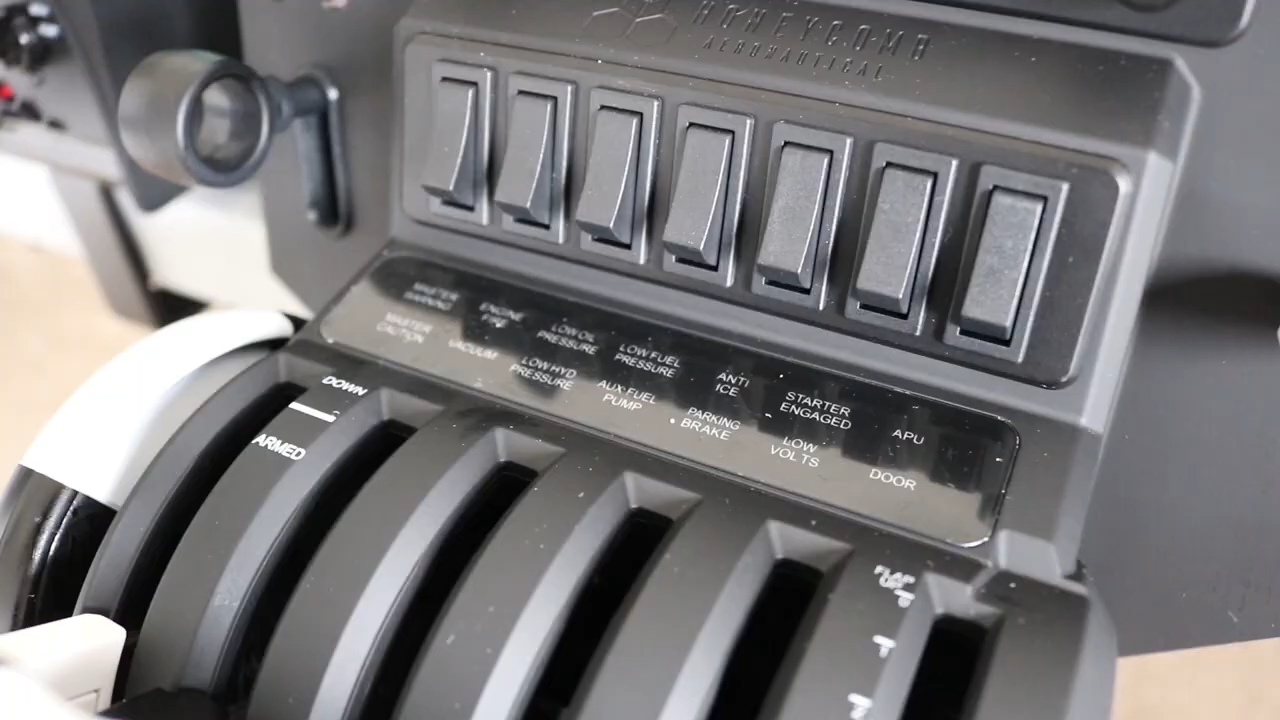 HONEYCOMB
AERONAUTICAL
MASTER
WARNING
ENGINE
FIRE
LOW OIL
PRESSURE
LOW FUEL
PRESSURE
ANTI
ICE
STARTER
ENGAGED
APU
MASTER
CAUTION
VACUUM
LOW HYD
PRESSURE
AUX FUEL
PUMP
PARKING
BRAKE
LOW
VOLTS
DOOR
DOWN
ARMED
FLAP